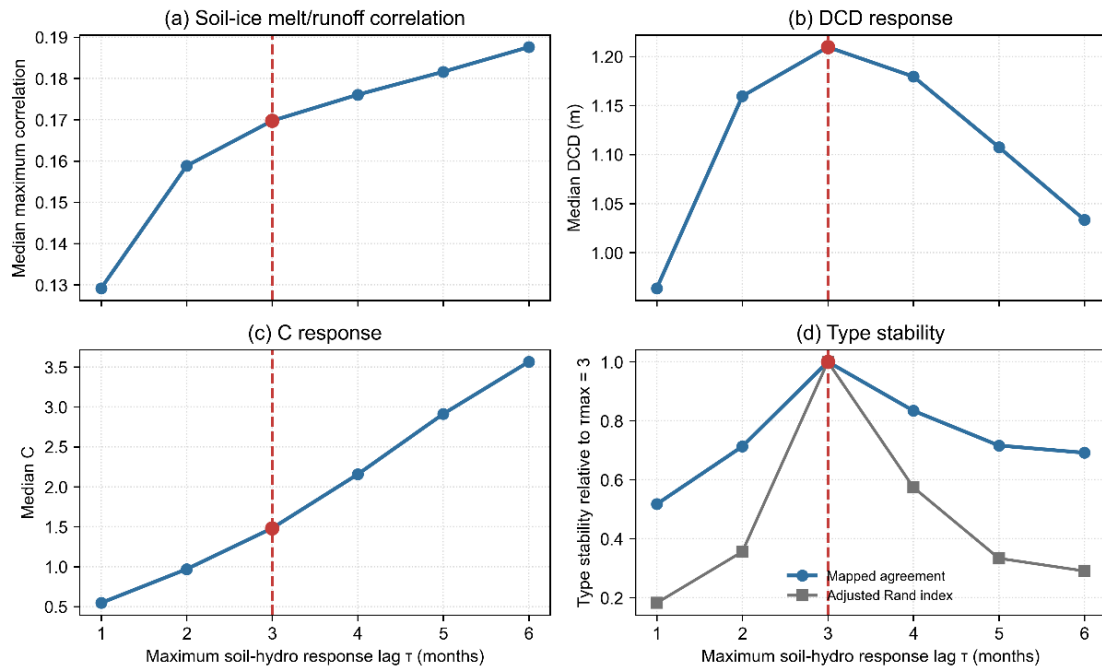 (a) Soil-ice melt/runoff correlation
Median maximum correlation
0.19
0.18
0.17
0.16
0.15
0.14
0.13
(b) DCD response
Median DCD (m)
1.20
1.15
1.10
1.05
1.00
(c) C response
Median C
3.5
3.0
2.5
2.0
1.5
1.0
0.5
1 2 3 4 5 6
Maximum soil-hydro response lag τ (months)
(d) Type stability
Type stability relative to τmax = 3
1.0
0.8
0.6
0.4
0.2
Mapped agreement
Adjusted Rand index
1 2 3 4 5 6
Maximum soil-hydro response lag τ (months)